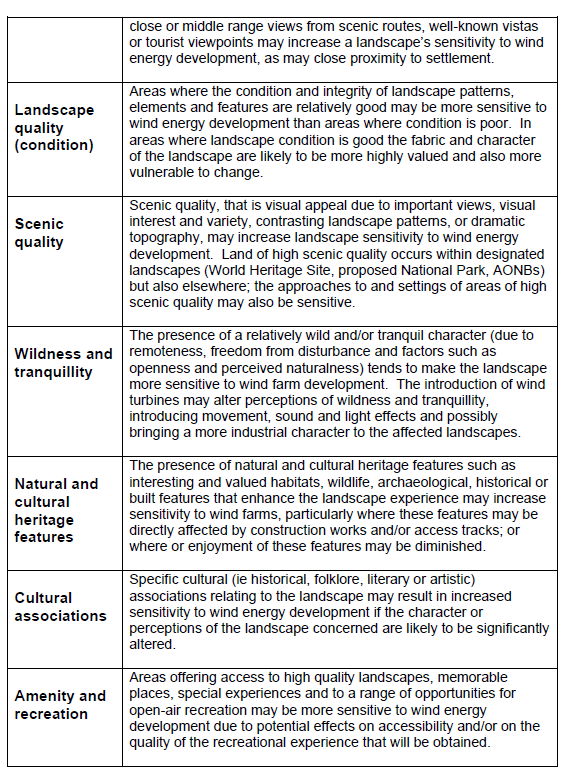 close or middle range views from scenic routes, well-known vistas
or tourist viewpoints may increase a landscape's sensitivity to wind
energy development, as may close proximity to settlement.
Landscape
quality
(condition)
Areas where the condition and integrity of landscape patterns,
elements and features are relatively good may be more sensitive to
wind energy development than areas where condition is poor.  In
areas where landscape condition is good the fabric and character
of the landscape are likely to be more highly valued and also more
vulnerable to change.
Scenic
quality
Scenic quality, that is visual appeal due to important views, visual
interest and variety, contrasting landscape patterns, or dramatic
topography, may increase landscape sensitivity to wind energy
development.  Land of high scenic quality occurs within designated
landscapes (World Heritage Site, proposed National Park, AONBs)
but also elsewhere; the approaches to and settings of areas of high
scenic quality may also be sensitive.
Wildness and
tranquillity
The presence of a relatively wild and/or tranquil character (due to
remoteness, freedom from disturbance and factors such as
openness and perceived naturalness) tends to make the landscape
more sensitive to wind farm development.  The introduction of wind
turbines may alter perceptions of wildness and tranquillity,
introducing movement, sound and light effects and possibly
bringing a more industrial character to the affected landscapes.
Natural and
cultural
heritage
features
The presence of natural and cultural heritage features such as
interesting and valued habitats, wildlife, archaeological, historical or
built features that enhance the landscape experience may increase
sensitivity to wind farms, particularly where these features may be
directly affected by construction works and/or access tracks; or
where or enjoyment of these features may be diminished.
Cultural
associations
Specific cultural (ie historical, folklore, literary or artistic)
associations relating to the landscape may result in increased
sensitivity to wind energy development if the character or
perceptions of the landscape concerned are likely to be significantly
altered.
Amenity and
recreation
Areas offering access to high quality landscapes, memorable
places, special experiences and to a range of opportunities for
open-air recreation may be more sensitive to wind energy
development due to potential effects on accessibility and/or on the
quality of the recreational experience that will be obtained.